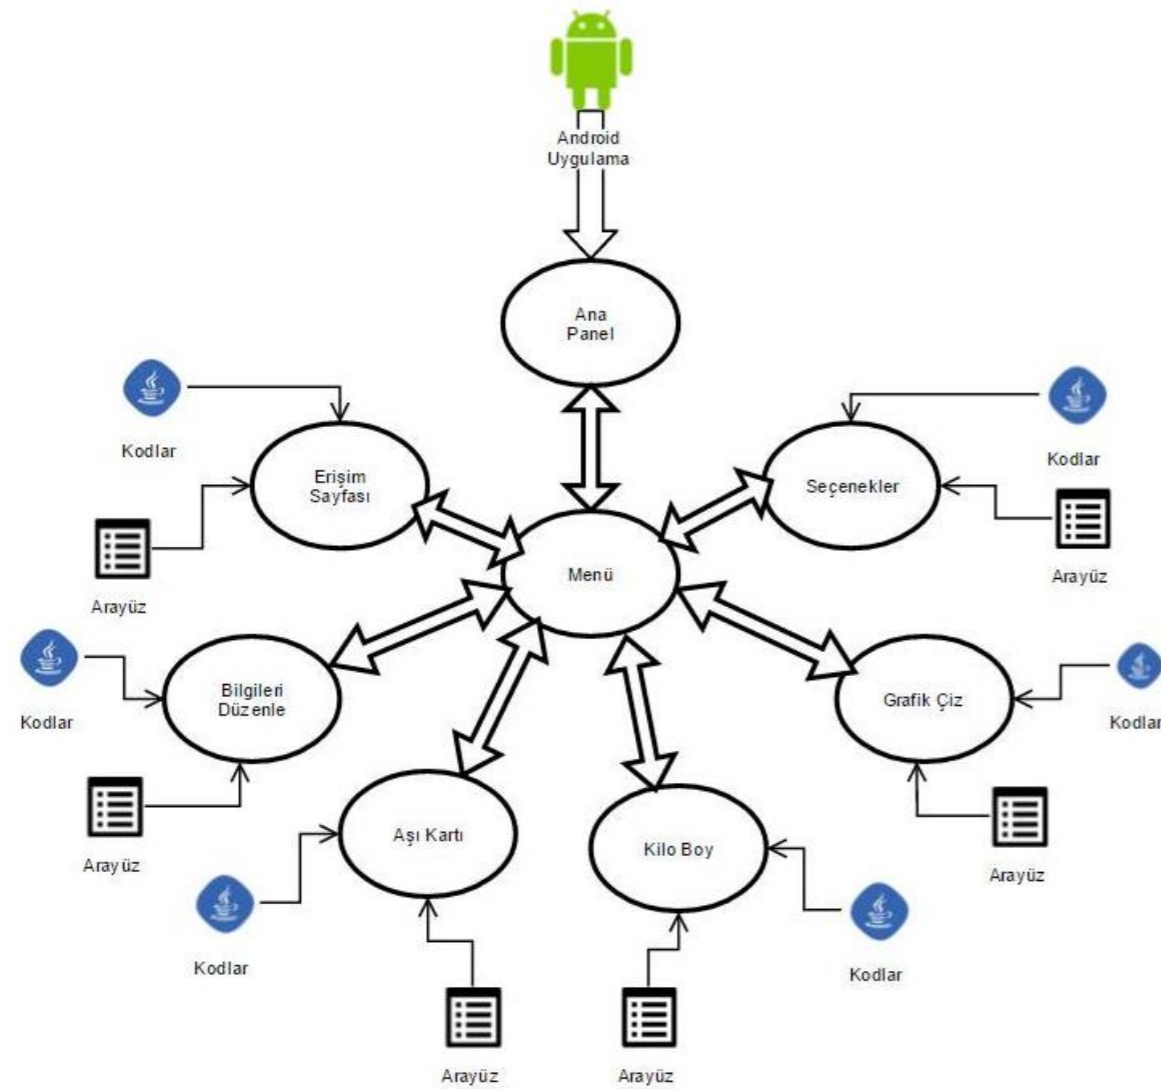 Android
Uygulama
Ana
Panel
Kodlar
Erişim
Sayfası
Arayüz
Seçenekler
Kodlar
Arayüz
Menü
Kodlar
Bilgileri
Düzenle
Arayüz
Grafik Çiz
Kodlar
Arayüz
Aşı Kartı
Kodlar
Arayüz
Kilo Boy
Kodlar
Arayüz